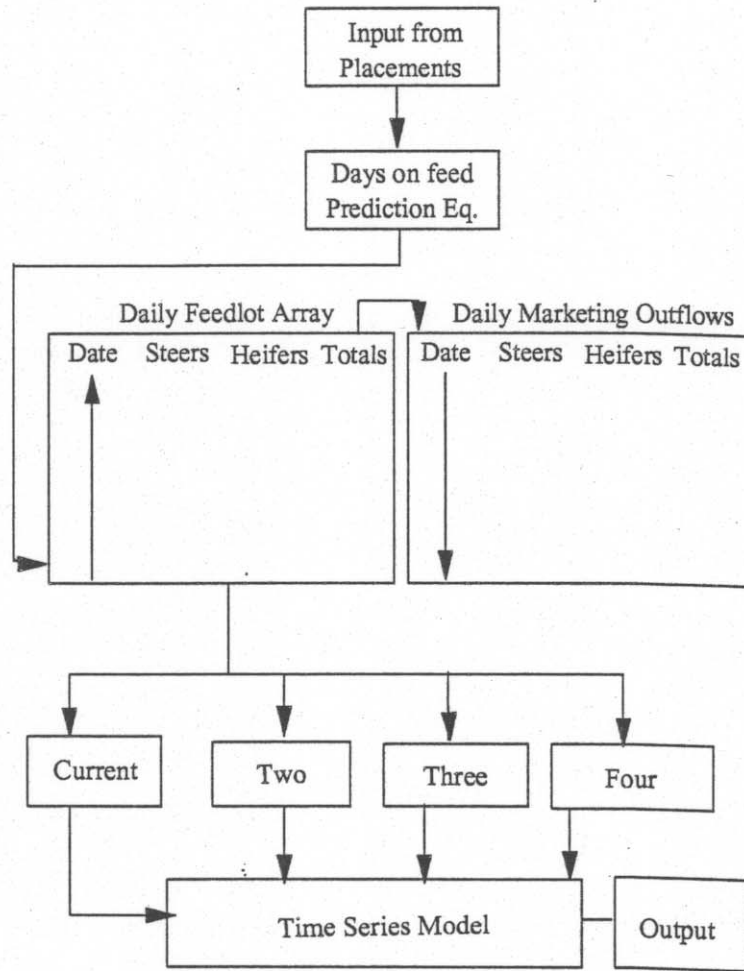 Input from
Placements
Days on feed
Prediction Eq.
Daily Feedlot Array
Daily Marketing Outflows
Date Steers Heifers Totals
Date Steers Heifers Totals
Current
Two
Three
Four
Time Series Model
Output